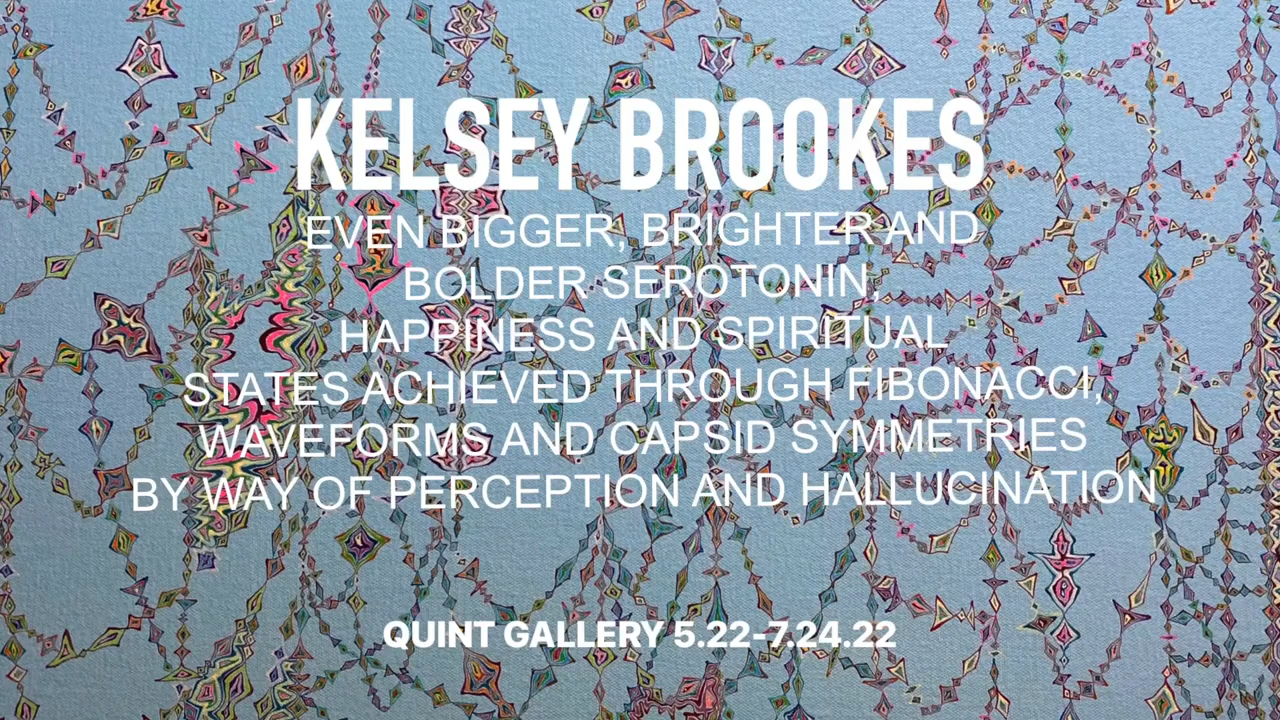 KELSEY BROOKES
EVEN BIGGER, BRIGHTER AND
BOLDER SEROTONIN,
HAPPINESS AND SPIRITUAL
STATES ACHIEVED THROUGH FIBONACCI,
WAVEFORMS AND CAPSID SYMMETRIES
BY WAY OF PERCEPTION AND HALLUCINATION
QUINT GALLERY 5.22-7.24.22